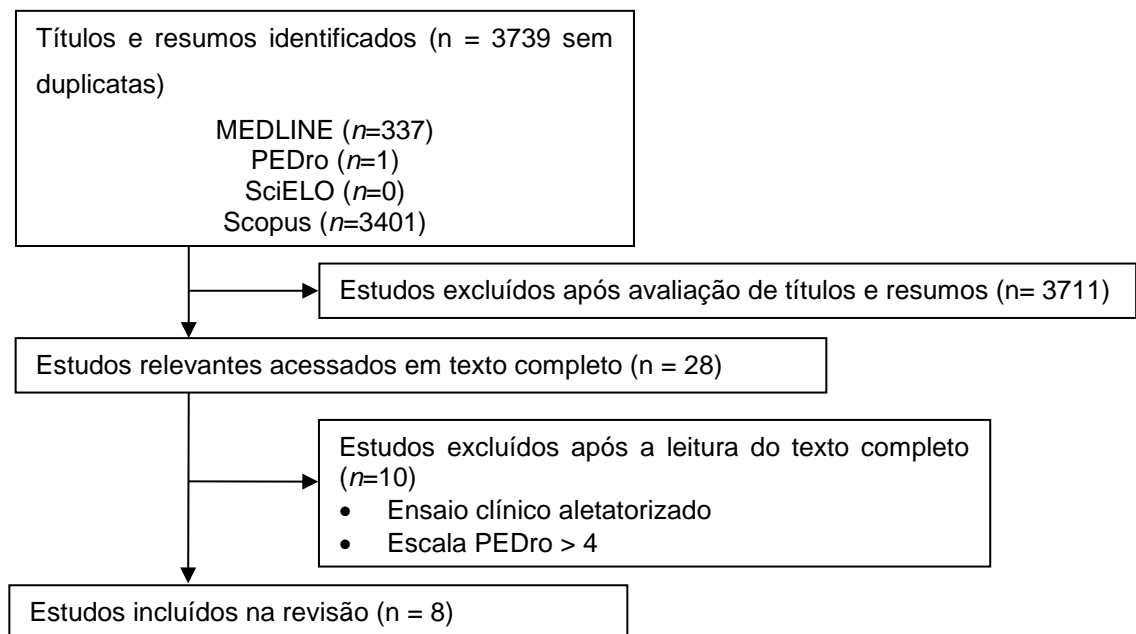 Títulos e resumos identificados (n = 3739 sem
duplicatas)
MEDLINE (n=337)
PEDro (n=1)
SciELO (n=0)
Scopus (n=3401)
Estudos excluídos após avaliação de títulos e resumos (n= 3711)
Estudos relevantes acessados em texto completo (n = 28)
Estudos excluídos após a leitura do texto completo
(n=10)
• Ensaio clínico aletatorizado
• Escala PEDro > 4
Estudos incluídos na revisão (n = 8)